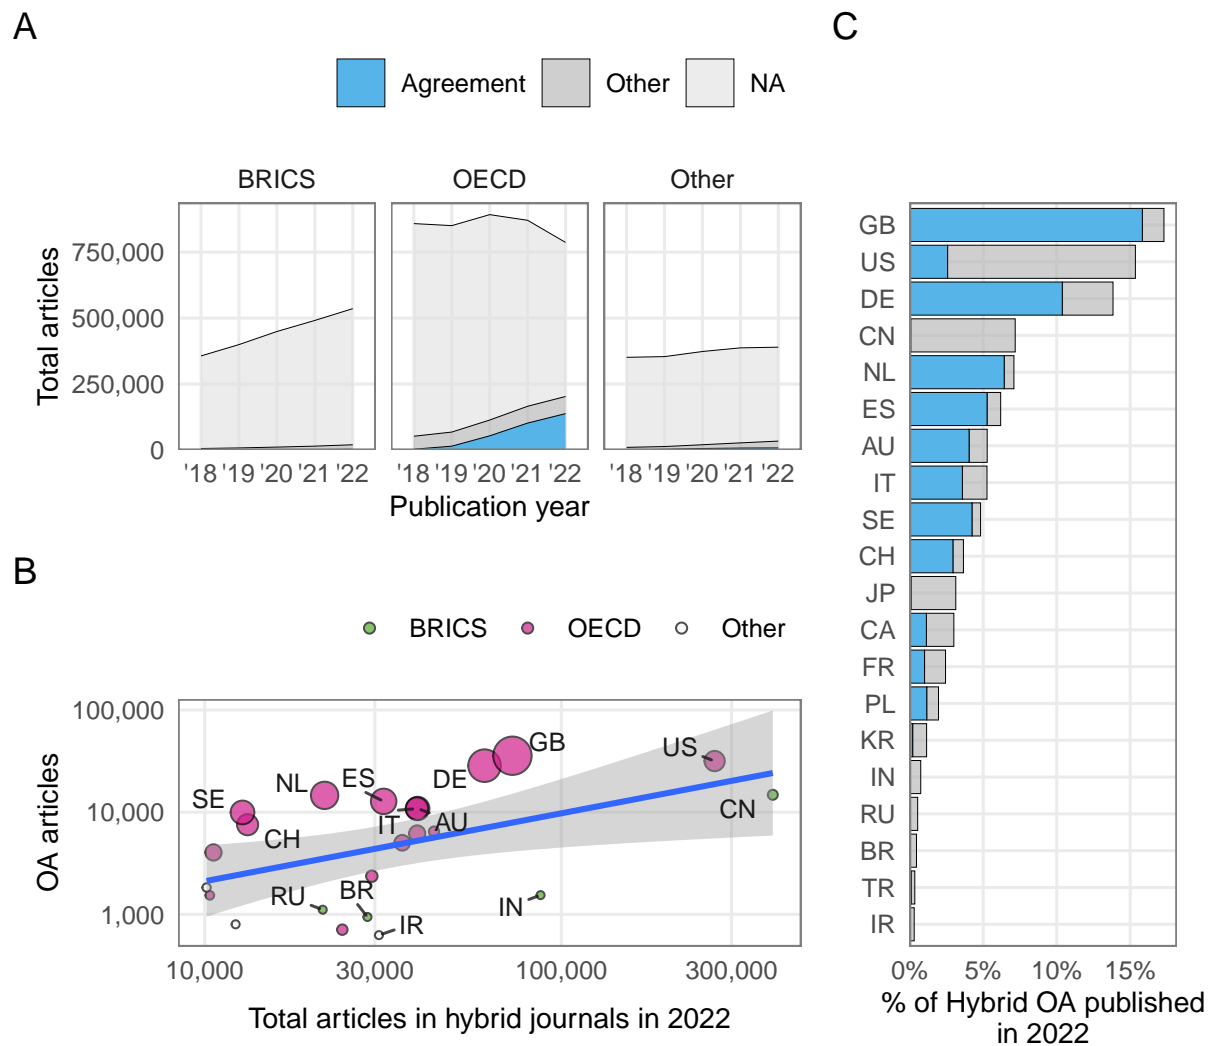 A
Agreement Other NA
BRICS OECD Other
Total articles
750,000
500,000
250,000
0
'18 '19 '20 '21 '22 '18 '19 '20 '21 '22 '18 '19 '20 '21 '22
Publication year
B
BRICS OECD Other
OA articles
100,000
10,000
1,000
GB
US
DE
ES
NL
SE
CN
AU
IT
CH
BR
RU
IN
IR
10,000 30,000 100,000 300,000
Total articles in hybrid journals in 2022
C
GB
US
DE
CN
NL
ES
AU
IT
SE
CH
JP
CA
FR
PL
KR
IN
RU
BR
TR
IR
0% 5% 10% 15%
% of Hybrid OA published
in 2022